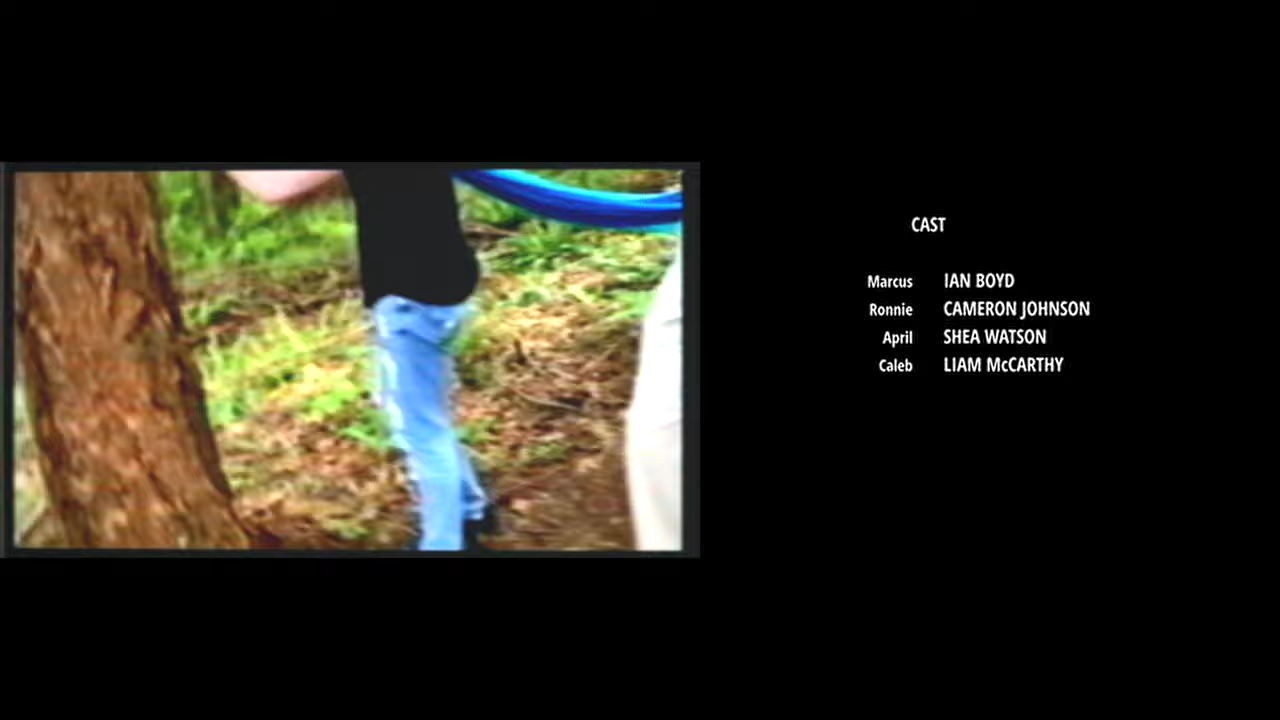 CAST
Marcus IAN BOYD
Ronnie CAMERON JOHNSON
April SHEA WATSON
Caleb LIAM McCARTHY